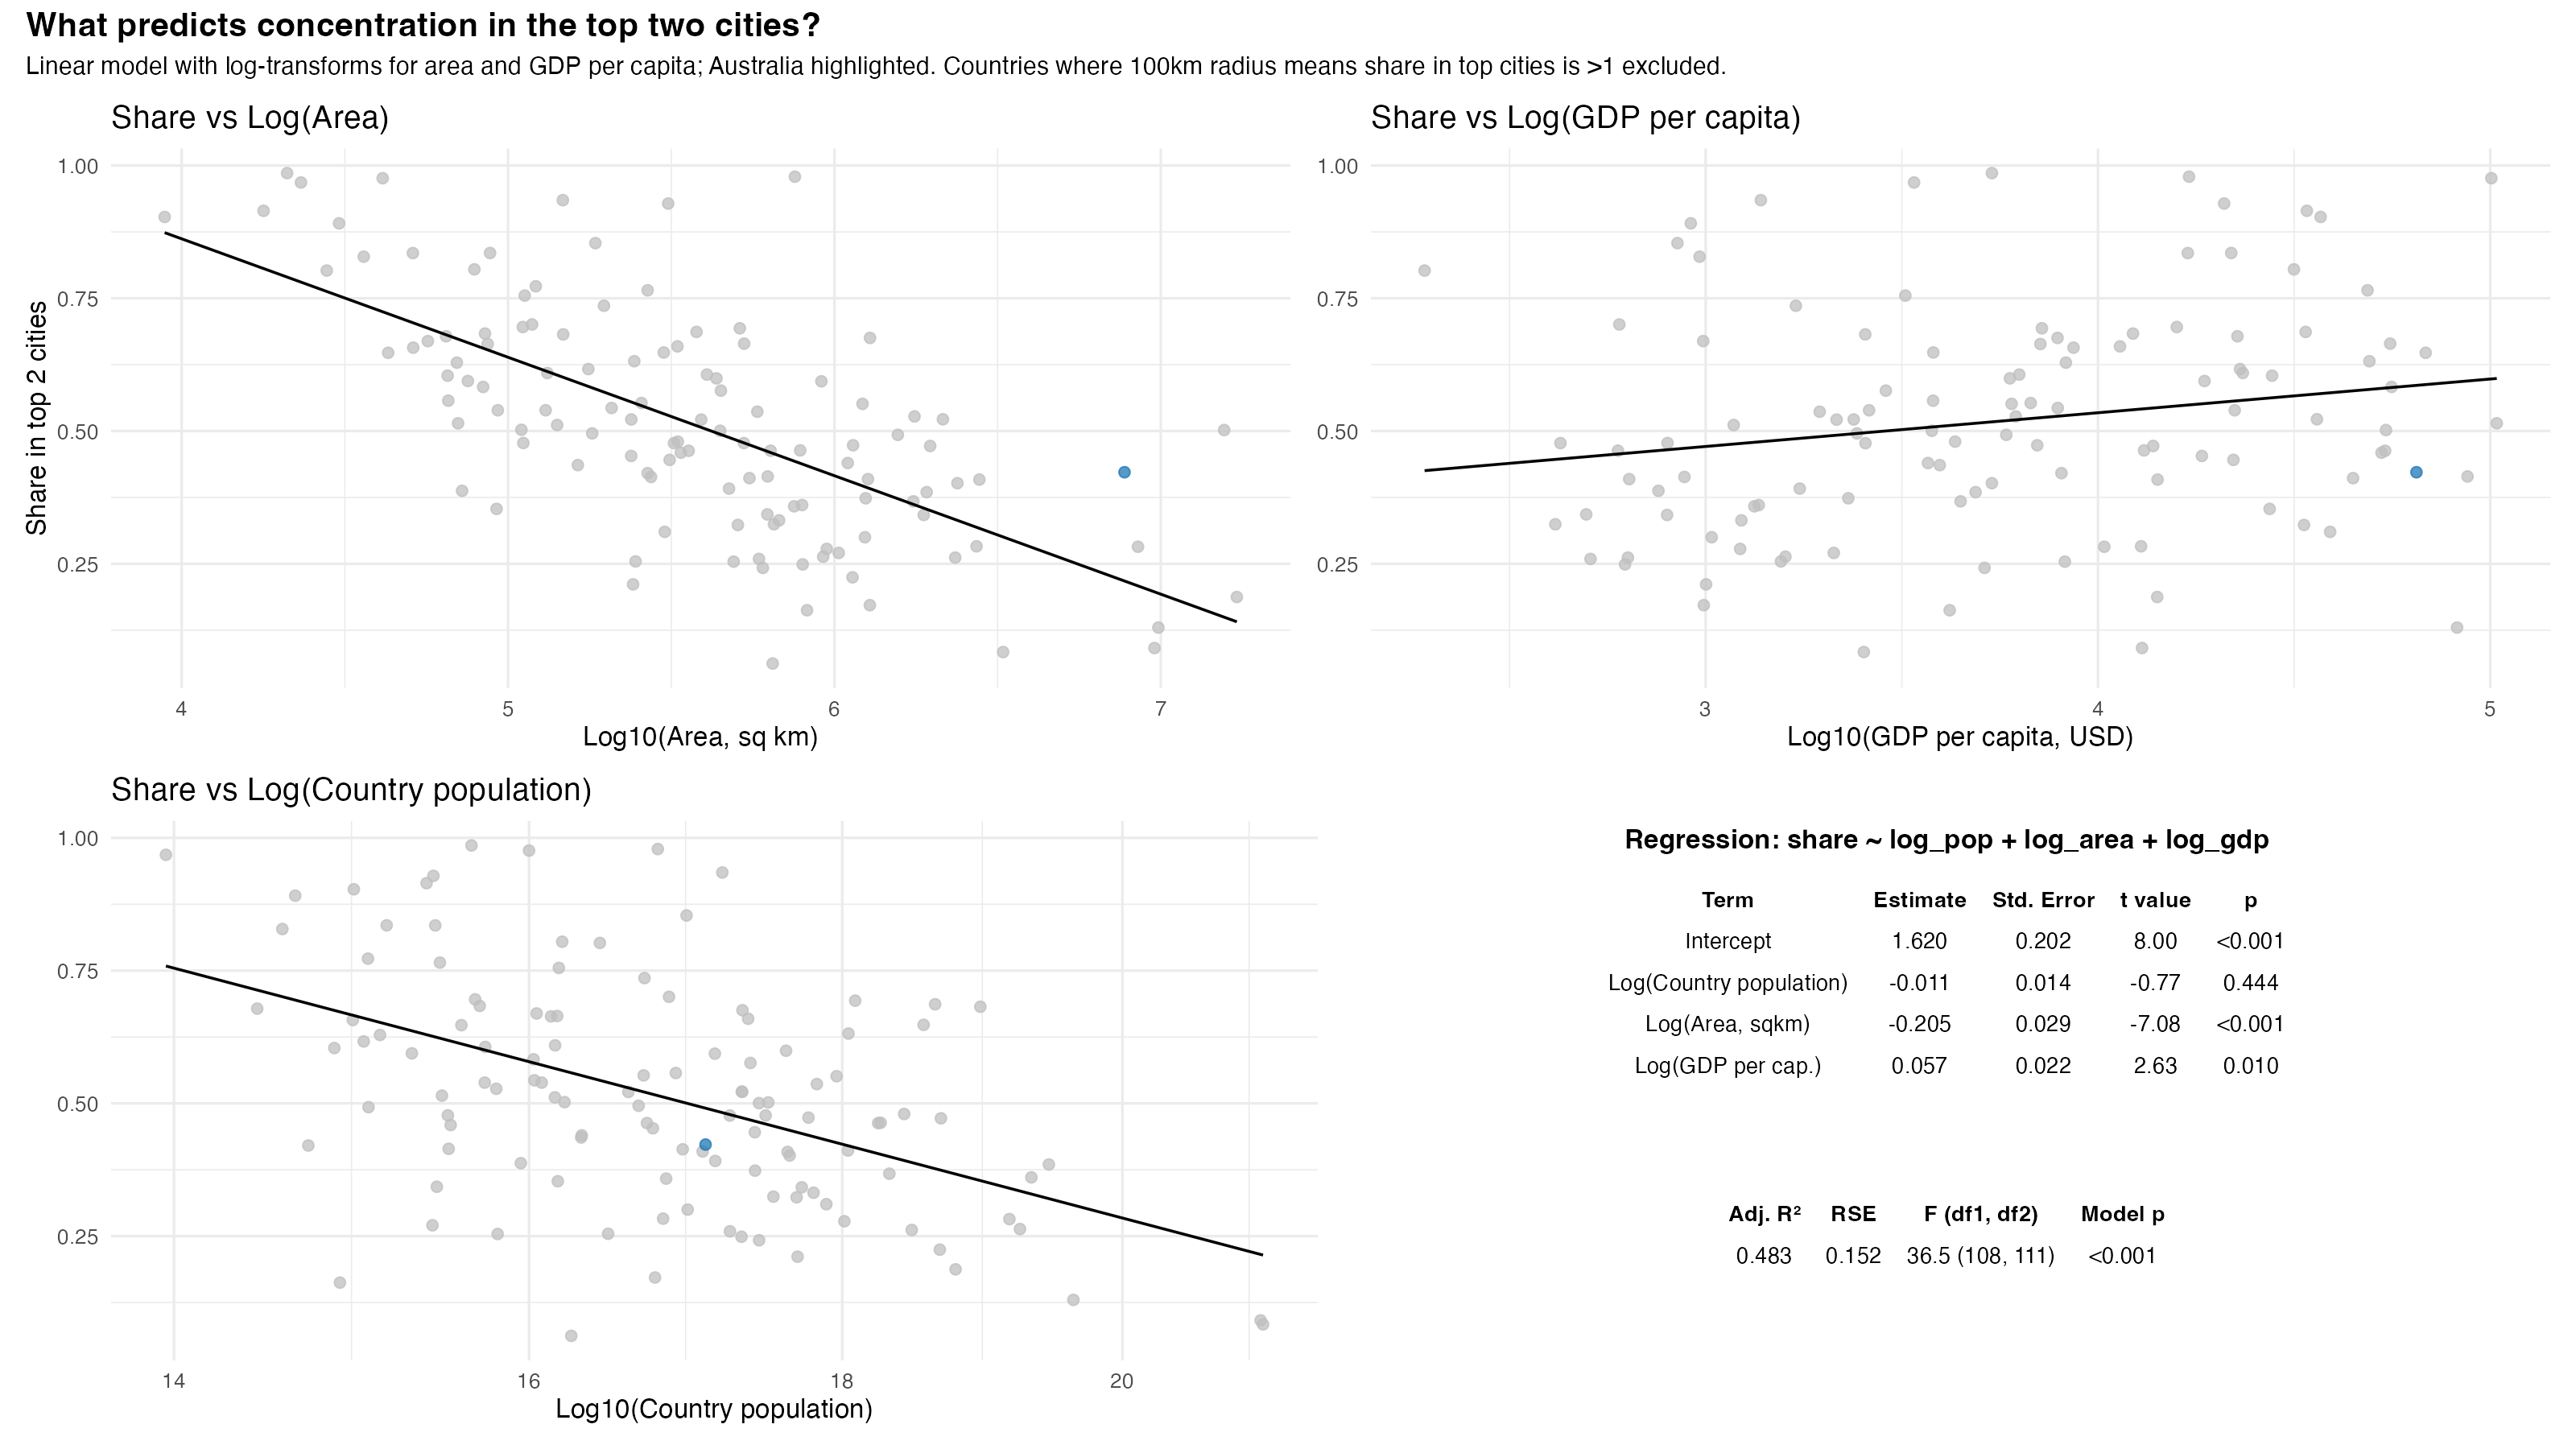 What predicts concentration in the top two cities?
Linear model with log-transforms for area and GDP per capita; Australia highlighted. Countries where 100km radius means share in top cities is >1 excluded.
Share vs Log(Area)
1.00
0.75
0.50
0.25
Share in top 2 cities
4 5 6 7
Log10(Area, sq km)
Share vs Log(GDP per capita)
1.00
0.75
0.50
0.25
3 4 5
Log10(GDP per capita, USD)
Share vs Log(Country population)
1.00
0.75
0.50
0.25
14 16 18 20
Log10(Country population)
Regression: share ~ log_pop + log_area + log_gdp
Term Estimate Std. Error t value p
Intercept 1.620 0.202 8.00 <0.001
Log(Country population) -0.011 0.014 -0.77 0.444
Log(Area, sqkm) -0.205 0.029 -7.08 <0.001
Log(GDP per cap.) 0.057 0.022 2.63 0.010
Adj. R² RSE F (df1, df2) Model p
0.483 0.152 36.5 (108, 111) <0.001